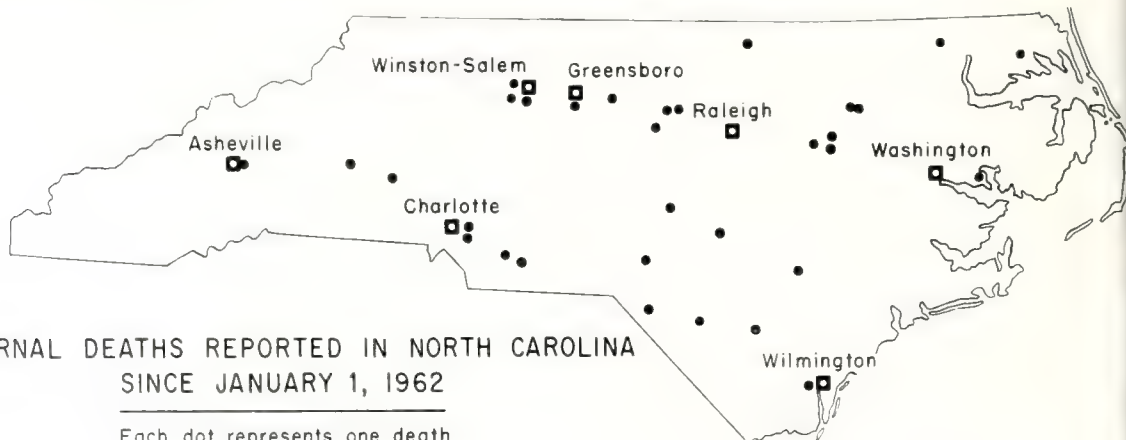 Winston-Salem
Greensboro
Raleigh
Asheville
Washington
Charlotte
RNAL DEATHS REPORTED IN NORTH CAROLINA
SINCE JANUARY 1, 1962
Wilmington
Each dot represents one death